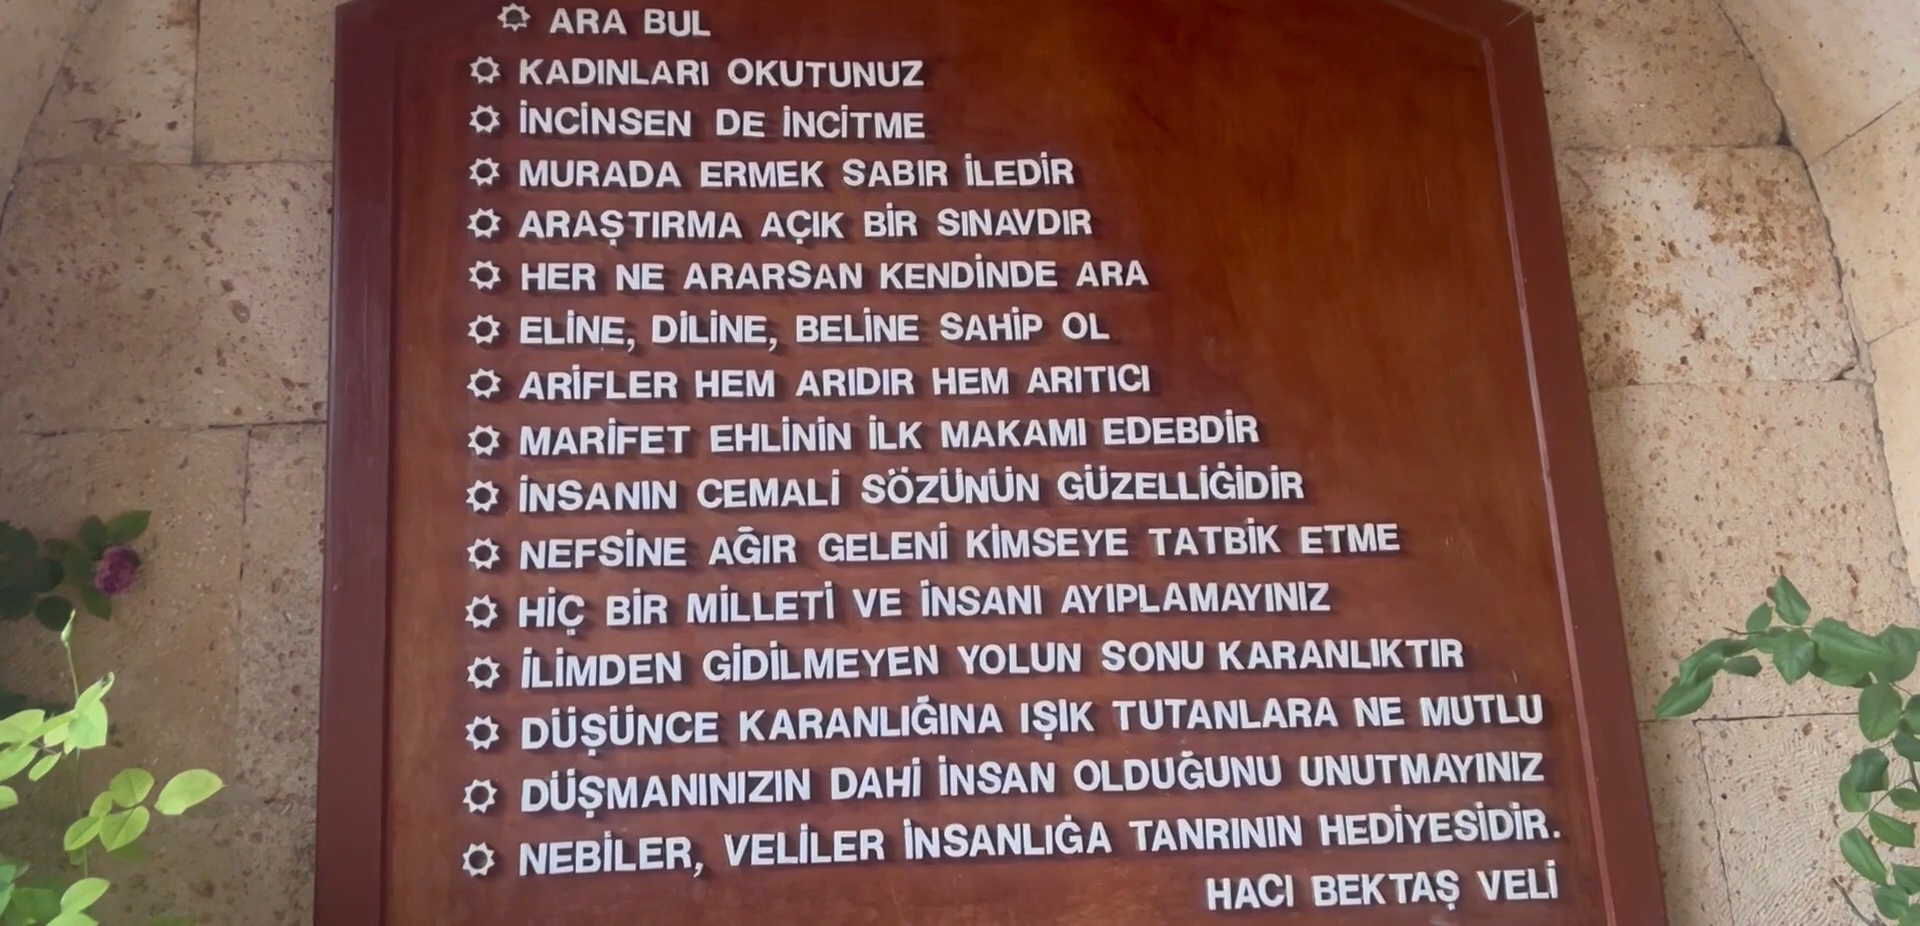 ARA BUL
KADINLARI OKUTUNUZ
İNCİNSEN DE İNCİTME
MURADA ERMEK SABIR İLEDİR
ARAŞTIRMA AÇIK BİR SINAVDIR
HER NE ARARSAN KENDİNDE ARA
ELİNE, DİLİNE, BELİNE SAHİP OL
ARİFLER HEM ARIDIR HEM ARITICI
MARİFET EHLİNİN İLK MAKAMI EDEBDİR
İNSANIN CEMALİ SÖZÜNÜN GÜZELLİĞİDİR
NEFSİNE AĞIR GELENİ KİMSEYE TATBİK ETME
HİÇ BİR MİLLETİ VE İNSANI AYIPLAMAYINIZ
İLİMDEN GİDİLMEYEN YOLUN SONU KARANLIKTIR
DÜŞÜNCE KARANLIĞINA IŞIK TUTANLARA NE MUTLU
DÜŞMANINIZIN DAHİ İNSAN OLDUĞUNU UNUTMAYINIZ
NEBİLER, VELİLER İNSANLIĞA TANRININ HEDİYESİDİR.
HACI BEKTAŞ VELİ